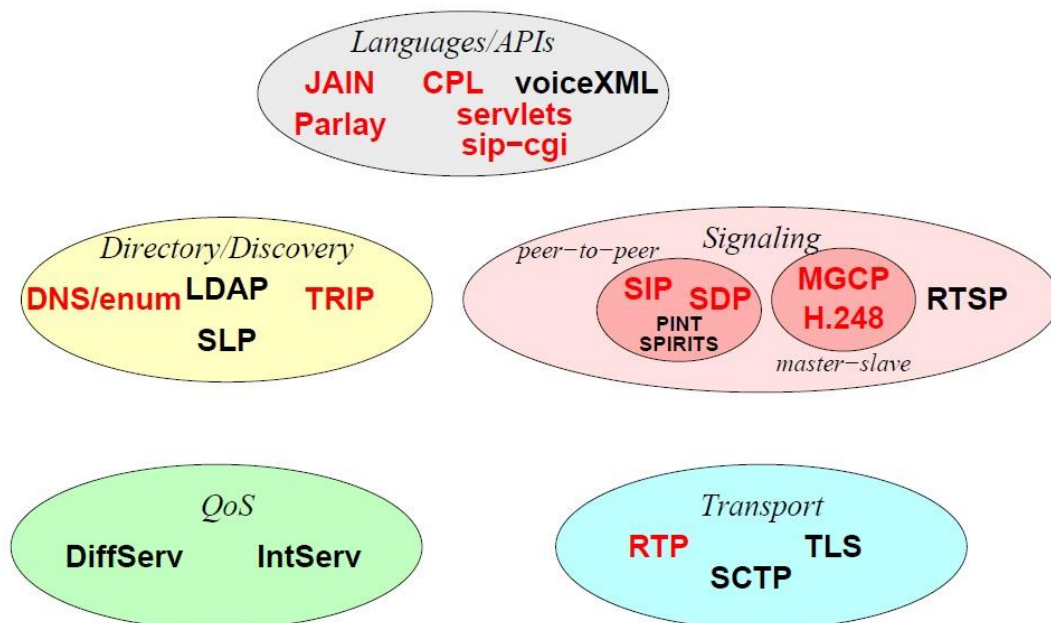 Languages/APIs
JAIN CPL voiceXML
Parlay servlets
sip−cgi
Directory/Discovery
DNS/enum LDAP TRIP
SLP
Signaling
peer−to−peer
SIP SDP
PINT
SPIRITS
MGCP
H.248
RTSP
master−slave
QoS
DiffServ IntServ
Transport
RTP TLS
SCTP